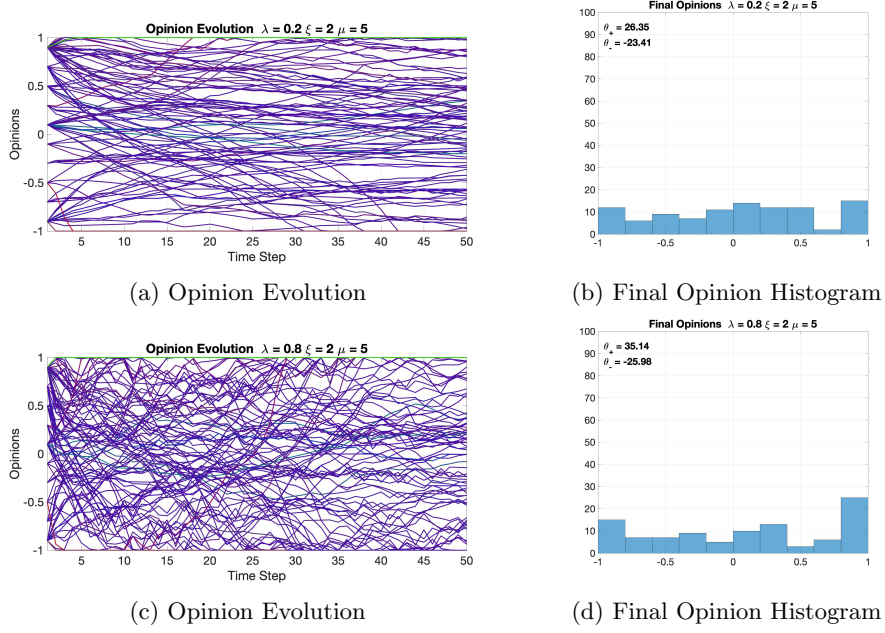 Opinion Evolution λ = 0.2 ξ = 2 μ = 5
1
0.5
0
-0.5
-1
Opinions
5 10 15 20 25 30 35 40 45 50
Time Step
(a) Opinion Evolution
Final Opinions λ = 0.2 ξ = 2 μ = 5
θ+ = 26.35
θ- = -23.41
100
90
80
70
60
50
40
30
20
10
0
-1 -0.5 0 0.5 1
(b) Final Opinion Histogram
Opinion Evolution λ = 0.8 ξ = 2 μ = 5
1
0.5
0
-0.5
-1
Opinions
5 10 15 20 25 30 35 40 45 50
Time Step
(c) Opinion Evolution
Final Opinions λ = 0.8 ξ = 2 μ = 5
θ+ = 35.14
θ- = -25.98
100
90
80
70
60
50
40
30
20
10
0
-1 -0.5 0 0.5 1
(d) Final Opinion Histogram